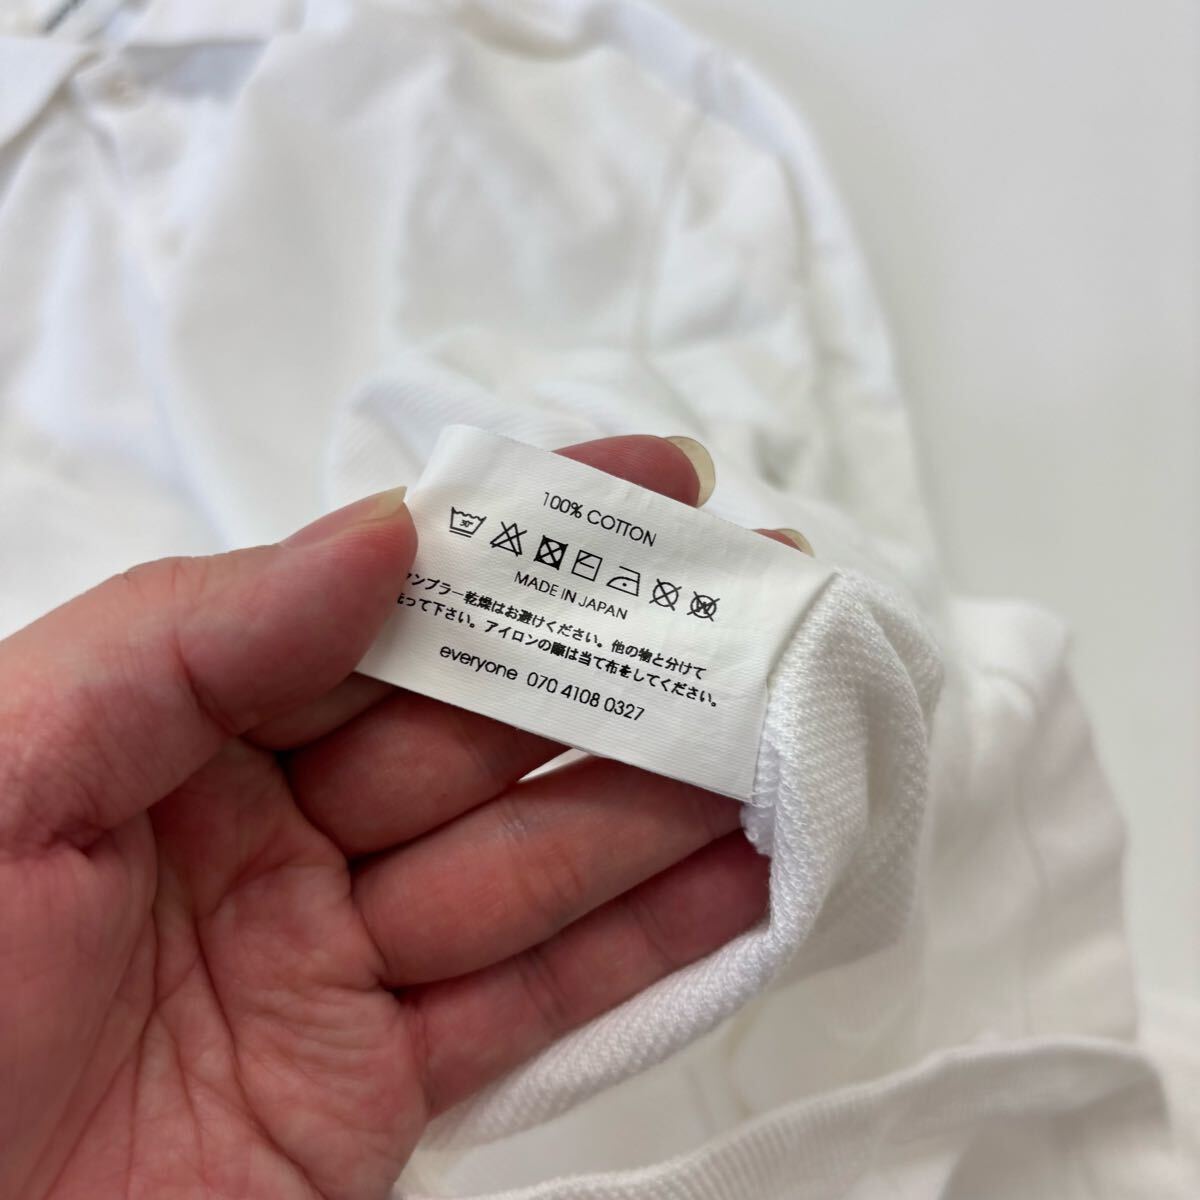 100% COTTON
30°
W
MADE IN JAPAN
ンブラー乾燥はお避けください。他の物と分けて
洗って下さい。アイロンの際は当て布をしてください。
everyone 070 4108 0327